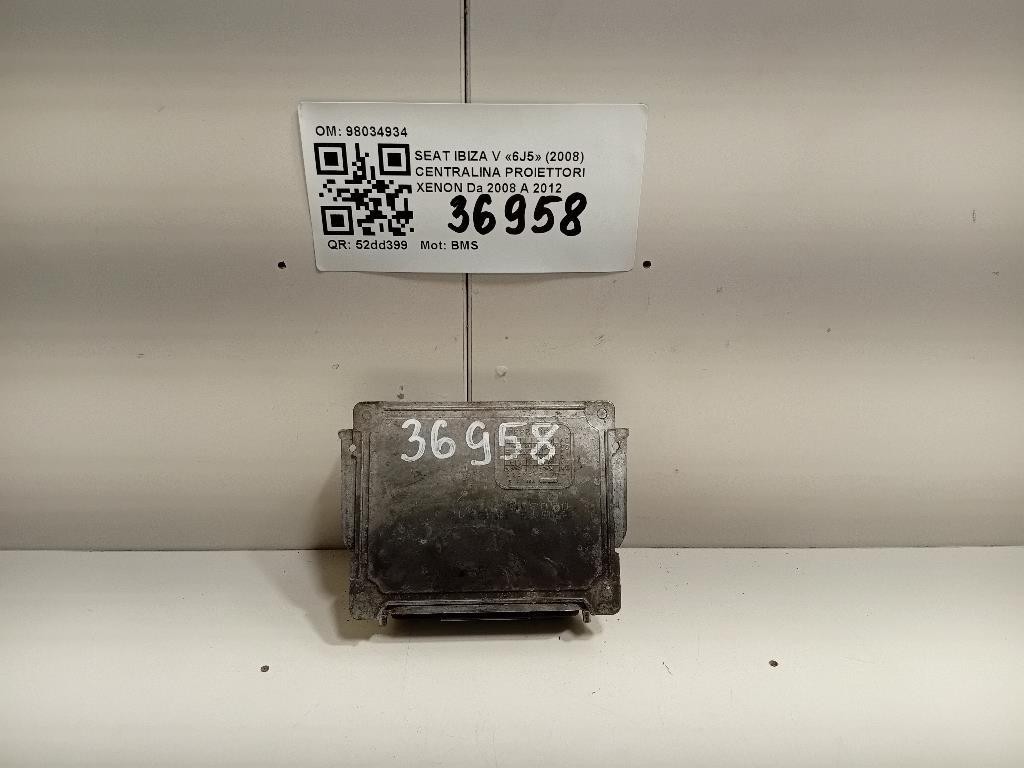 OM: 98034934
SEAT IBIZA V «6J5» (2008)
CENTRALINA PROIETTORI
XENON Da 2008 A 2012
36958
QR: 52dd399 Mot: BMS
36958